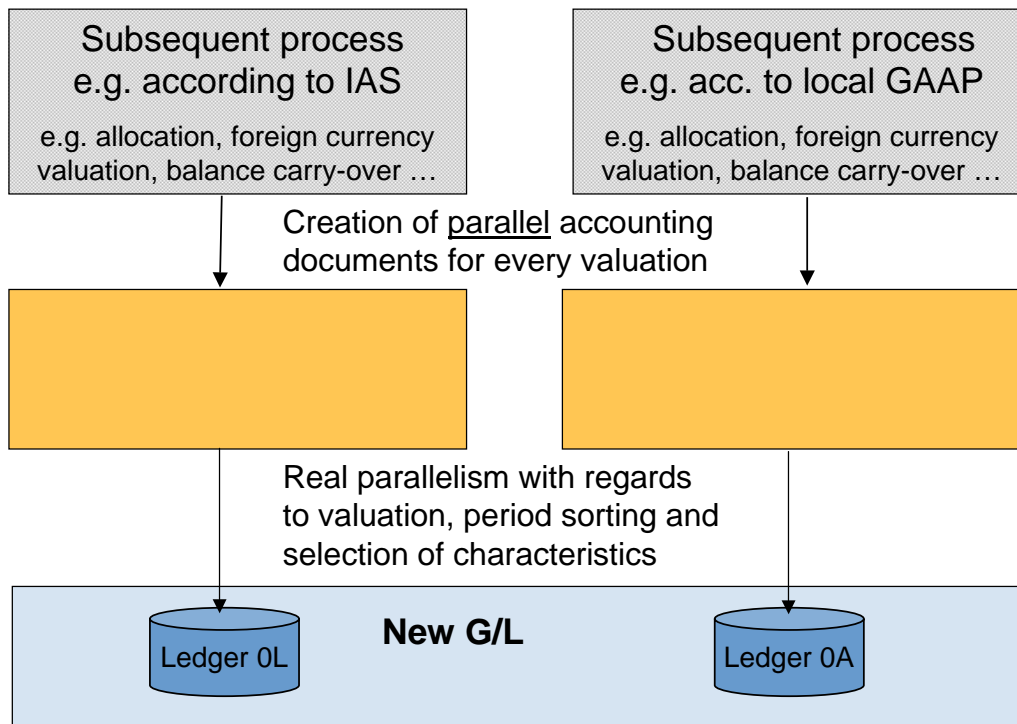 Subsequent process
e.g. according to IAS
e.g. allocation, foreign currency
valuation, balance carry-over …
Subsequent process
e.g. acc. to local GAAP
e.g. allocation, foreign currency
valuation, balance carry-over …
Creation of parallel accounting
documents for every valuation
Real parallelism with regards
to valuation, period sorting and
selection of characteristics
New G/L
Ledger 0L
Ledger 0A